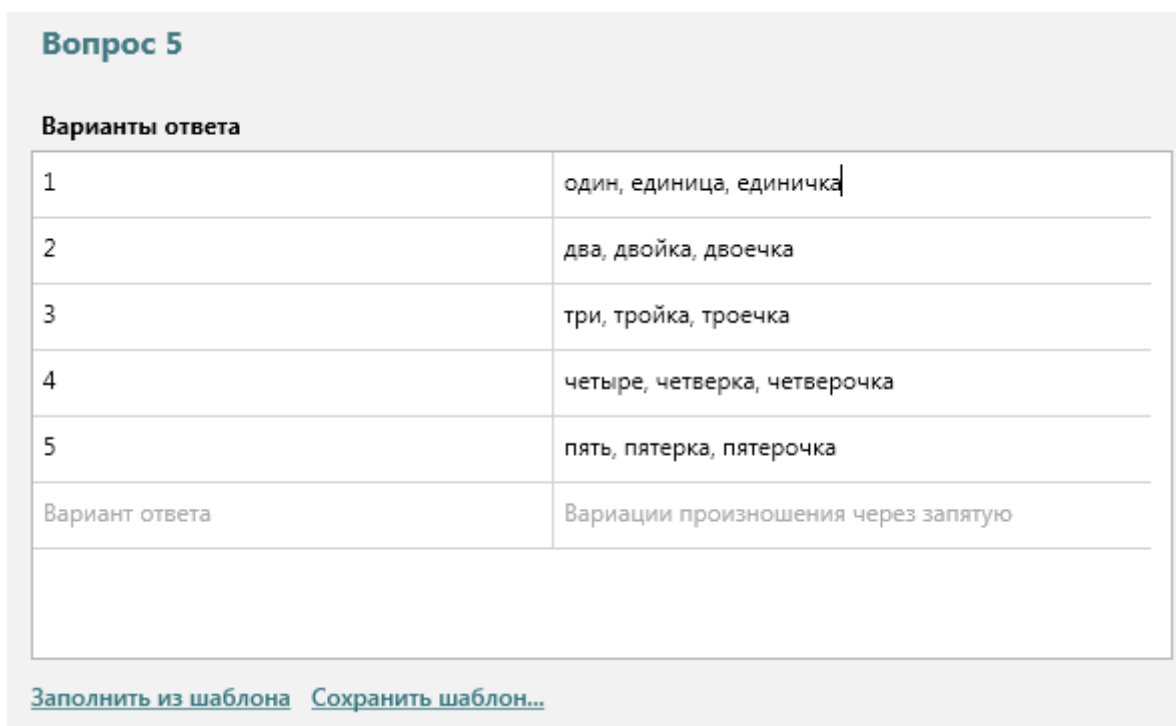 Вопрос 5
Варианты ответа
1 один, единица, единичка
2 два, двойка, двоечка
3 три, тройка, троечка
4 четыре, четверка, четверочка
5 пять, пятерка, пятерочка
Вариант ответа Вариации произношения через запятую
Заполнить из шаблона Сохранить шаблон...